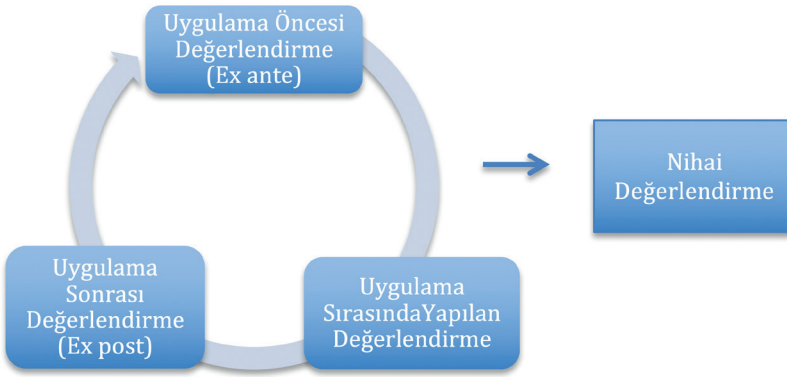 Uygulama Öncesi
Değerlendirme
(Ex ante)
Nihai
Değerlendirme
Uygulama
SırasındaYapılan
Değerlendirme
Uygulama
Sonrası
Değerlendirme
(Ex post)